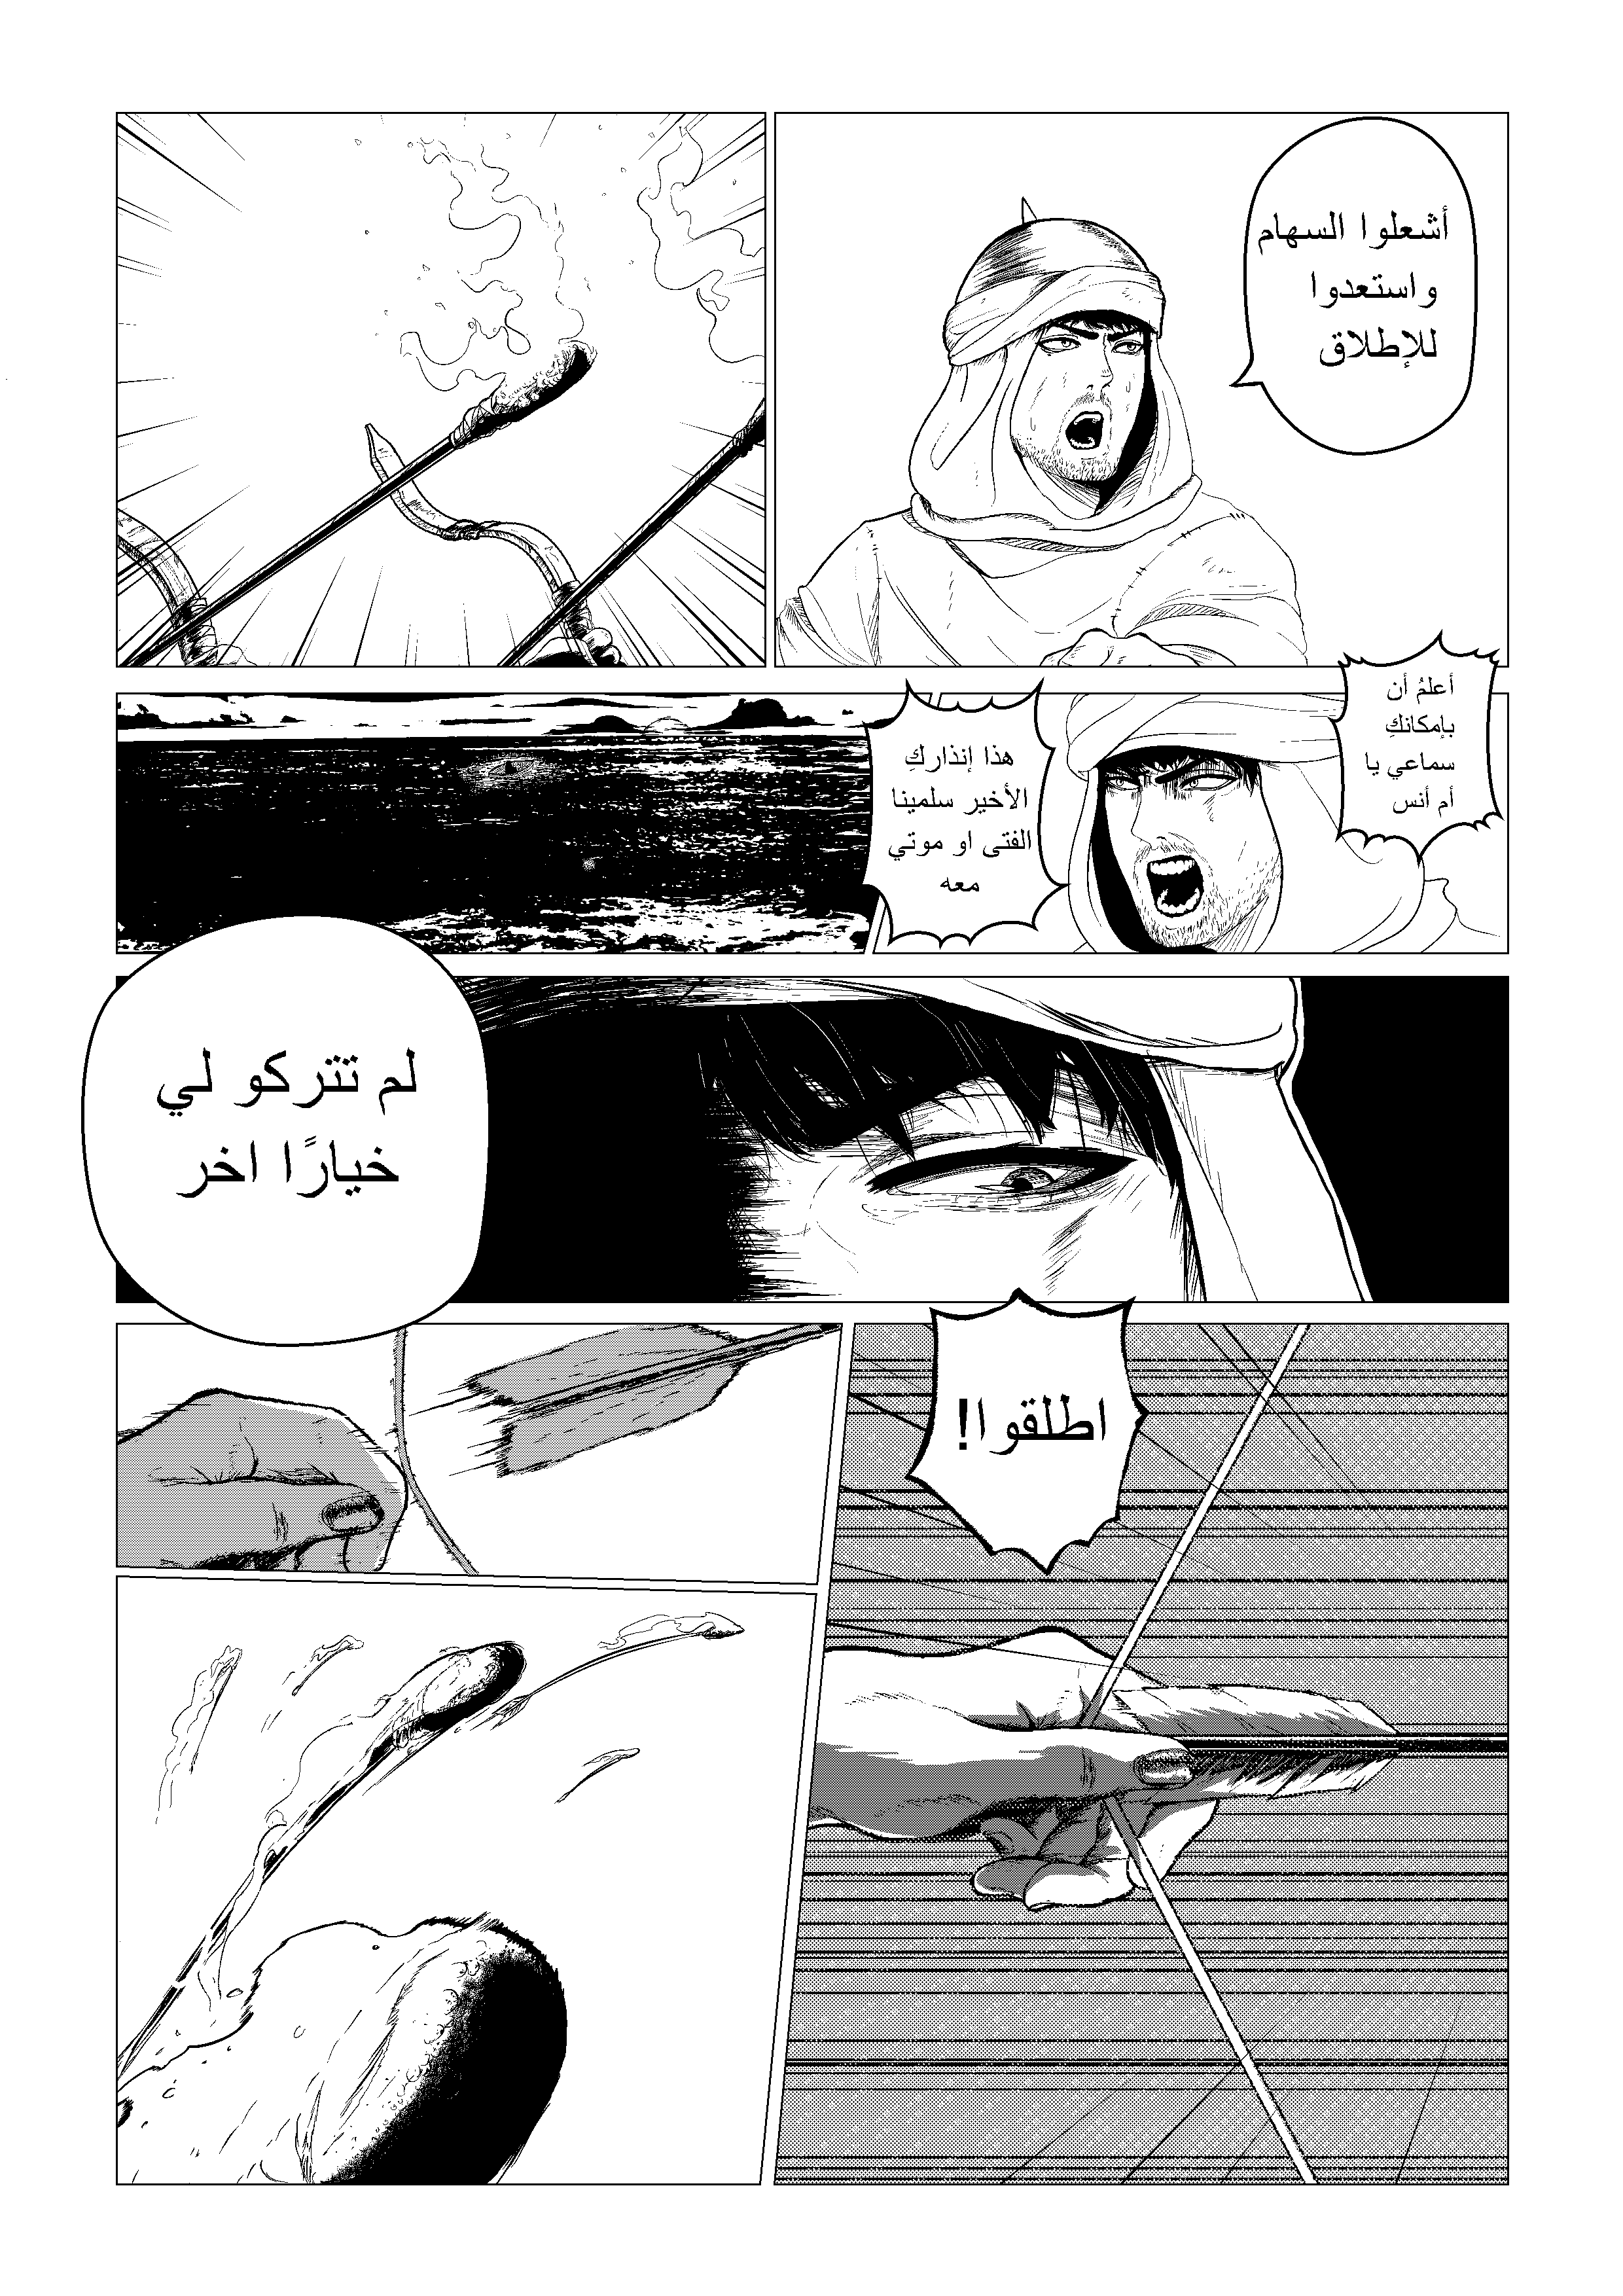 أشعلوا السهام
واستعدوا
للإطلاق
أعلمُ أن
بإمكانكِ
سماعي يا
أم أنس
هذا إنذاركِ
الأخير سلمينا
الفتى او موتي
معه
لم تتركو لي
خيارًا اخر
اطلقوا!